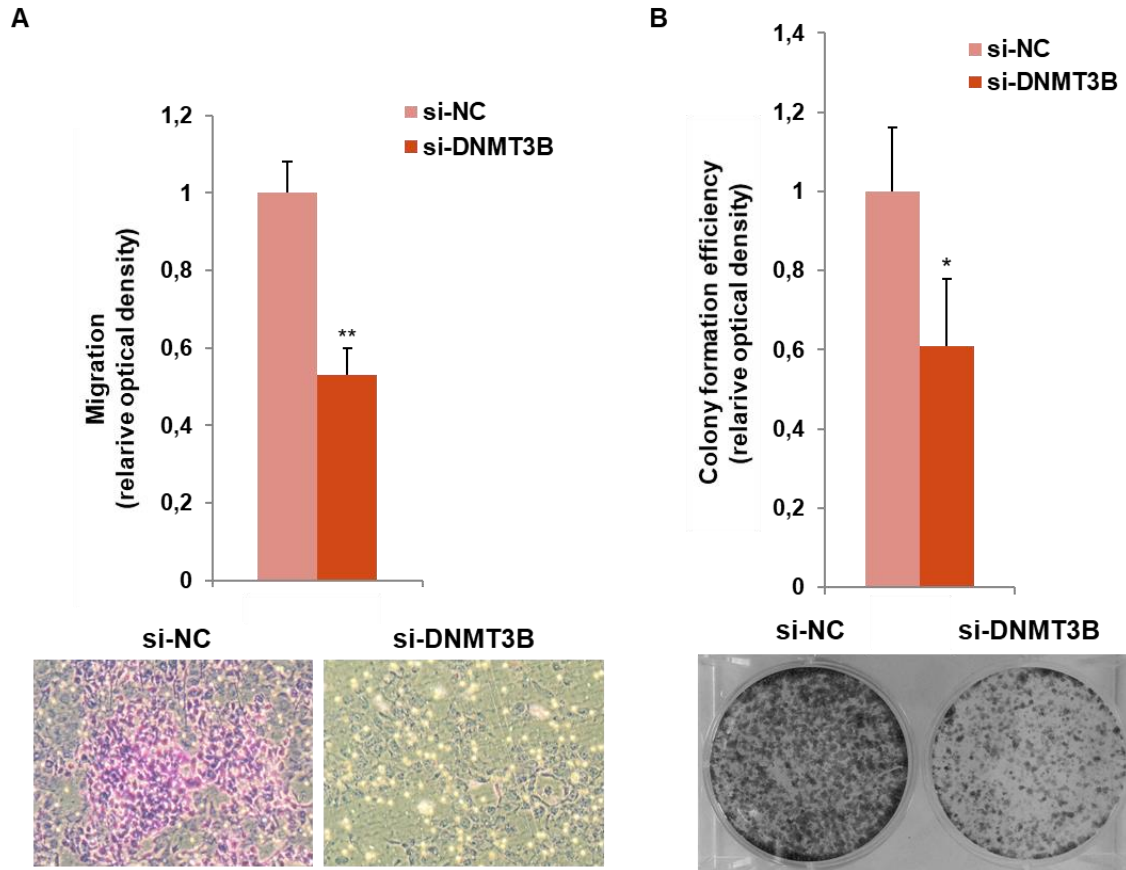 A
si-NC
si-DNMT3B
1,2
1
0,8
0,6
0,4
0,2
0
**
Migration
(relarive optical density)
si-NC
si-DNMT3B
B
si-NC
si-DNMT3B
1,4
1,2
1
0,8
0,6
0,4
0,2
0
*
Colony formation efficiency
(relarive optical density)
si-NC
si-DNMT3B